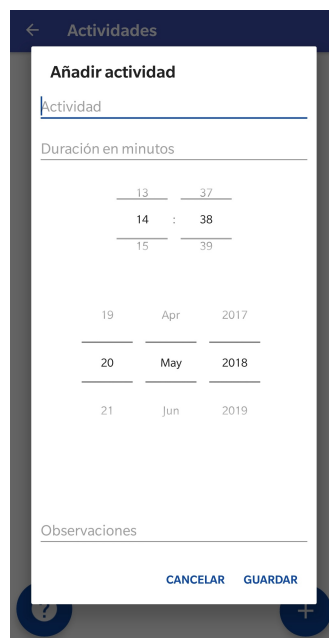 ← Actividades
Añadir actividad
Actividad
Duración en minutos
13 37
14 : 38
15 39
19 Apr 2017
20 May 2018
21 Jun 2019
Observaciones
CANCELAR GUARDAR
? +